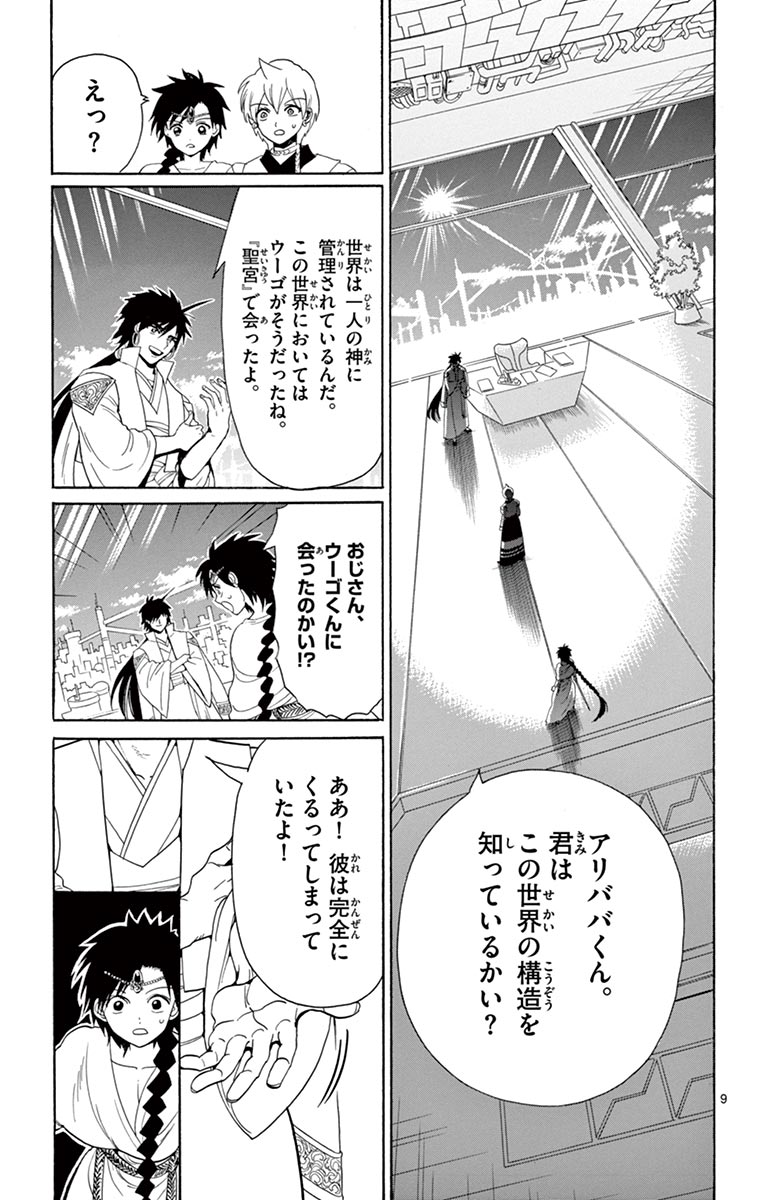 アリババくん。
君は
この世界の構造を
知っているかい？
えっ？
世界は一人の神に
管理されているんだ。
この世界においては
ウーゴがそうだったね。
『聖宮』で会ったよ。
おじさん、
ウーゴくんに
会ったのかい!?
ああ！彼は完全に
くるってしまって
いたよ！
9